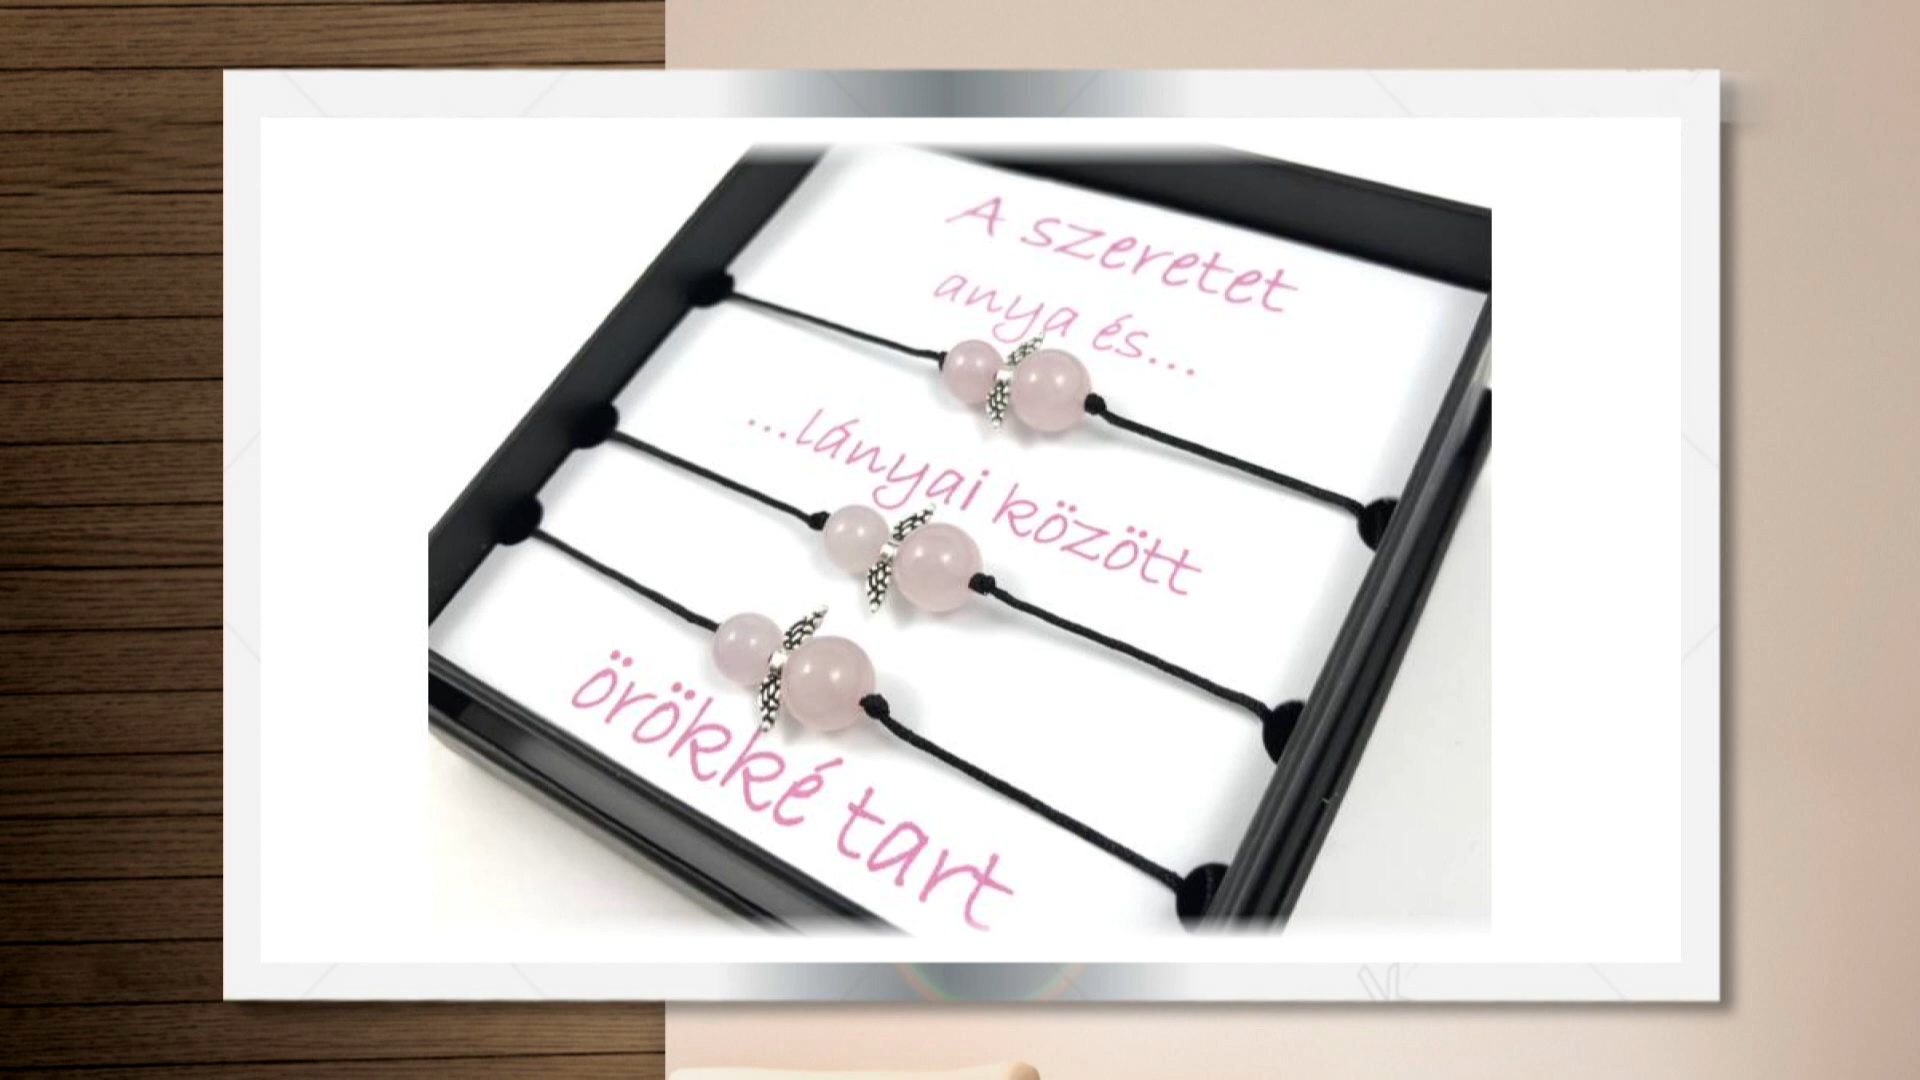 A szeretet
anya és...
...lányai között
örökké tart